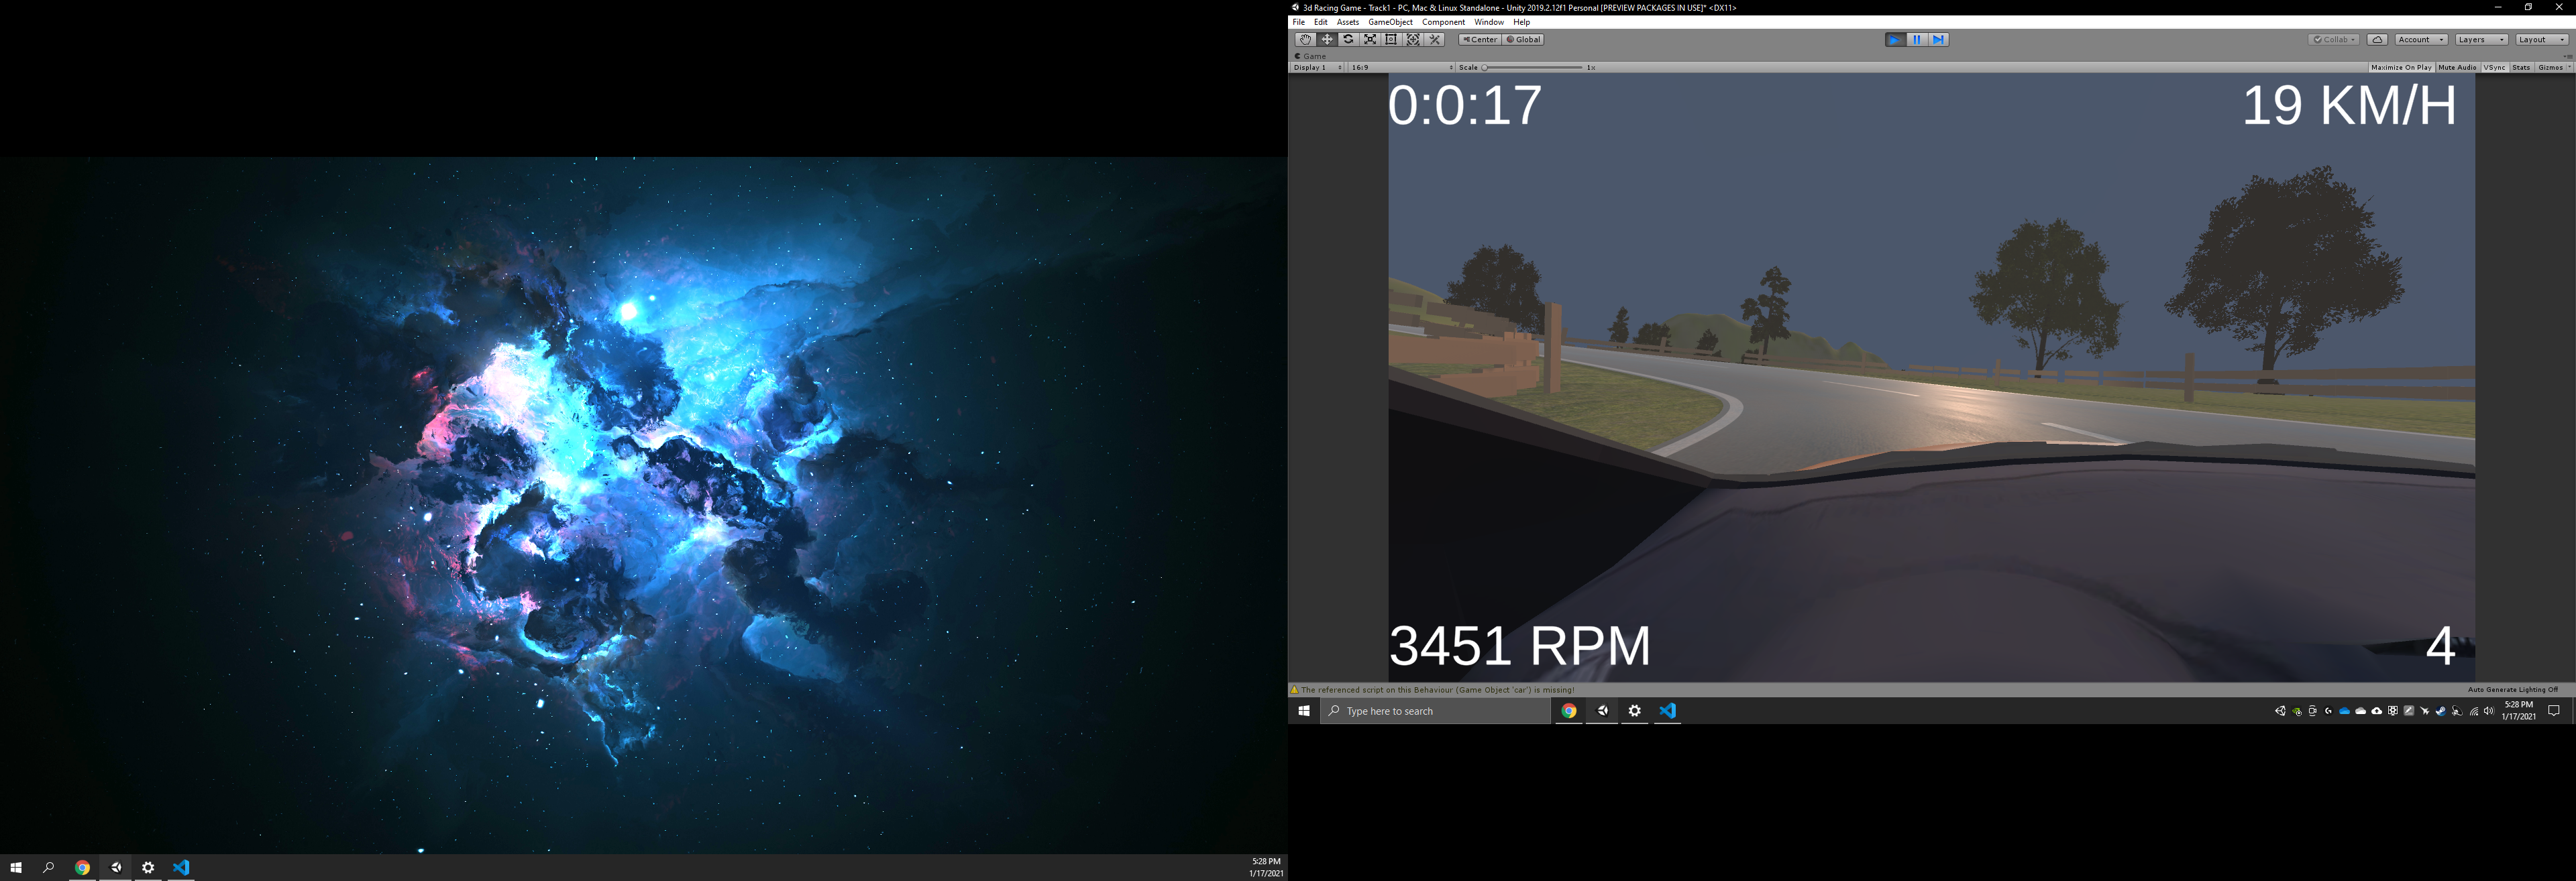 3d Racing Game - Track1 - PC, Mac & Linux Standalone - Unity 2019.2.12f1 Personal [PREVIEW PACKAGES IN USE]* <DX11>
File Edit Assets GameObject Component Window Help
Center Global Collab Account Layers Layout
Game
Display 1 16:9 Scale 1x Maximize On Play Mute Audio VSync Stats Gizmos
0:0:17 19 KM/H
3451 RPM 4
The referenced script on this Behaviour (Game Object 'car') is missing! Auto Generate Lighting Off
Type here to search
5:28 PM
1/17/2021
5:28 PM
1/17/2021